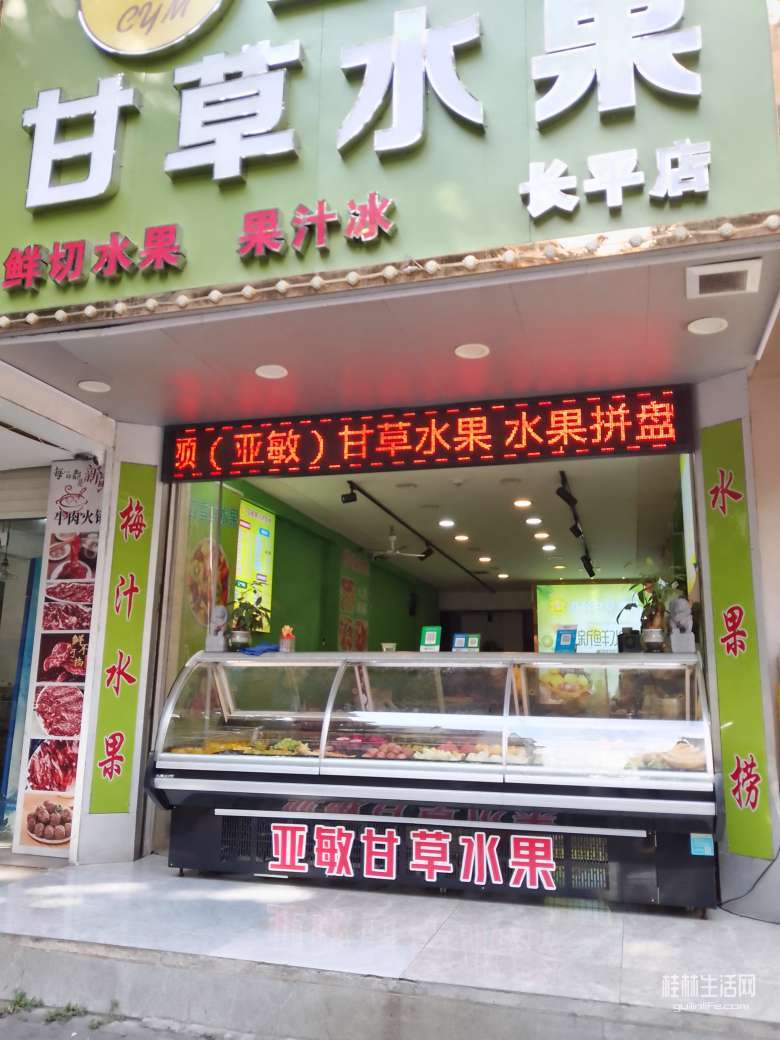 CYM
甘草水果
长平店
鲜切水果 果汁冰
顷（亚敏）甘草水果 水果拼盘
牛肉火锅
梅汁水果
水果捞
亚敏甘草水果
桂林生活网
guilinlife.com